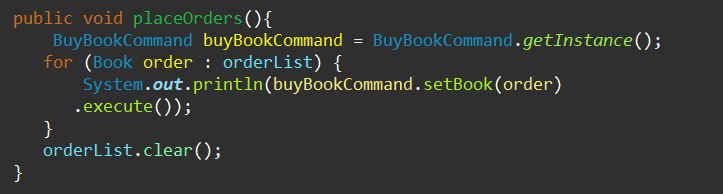 public void placeOrders(){
    BuyBookCommand buyBookCommand = BuyBookCommand.getInstance();
   for (Book order : orderList) {
       System.out.println(buyBookCommand.setBook(order)
      .execute());
   }
   orderList.clear();
}